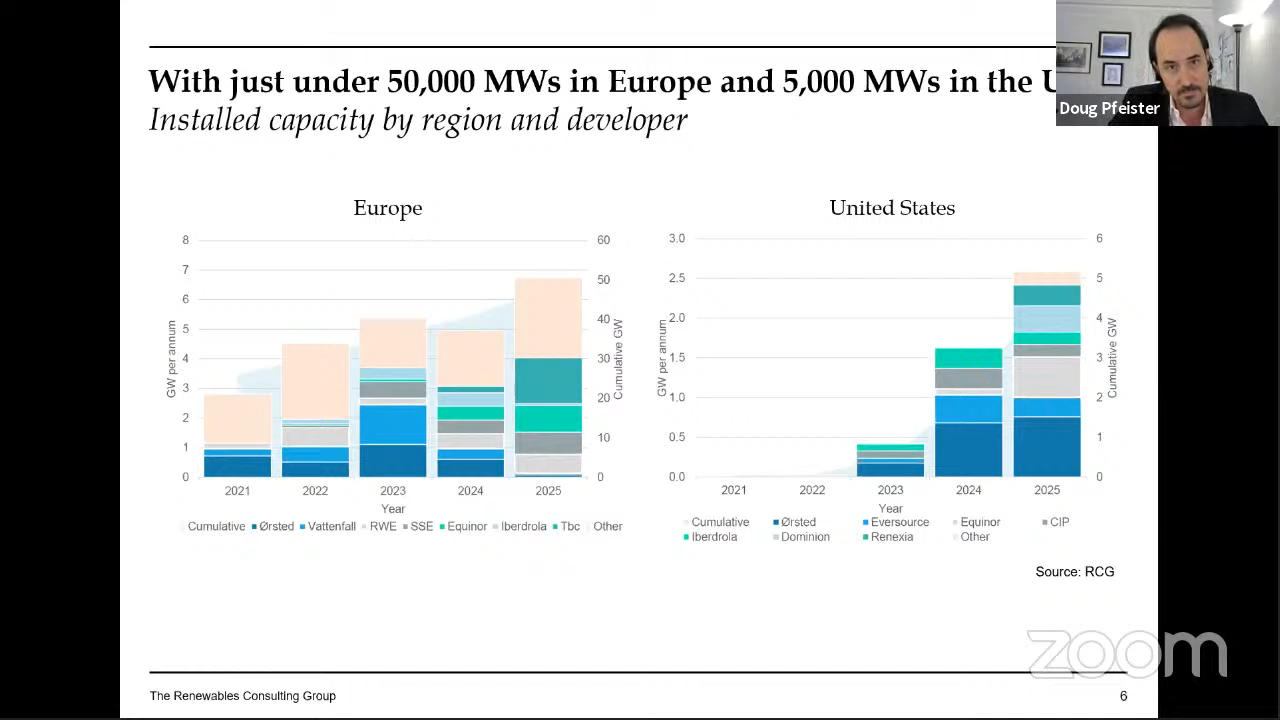 With just under 50,000 MWs in Europe and 5,000 MWs in the U
Installed capacity by region and developer
Doug Pfeister
Europe
8
7
6
5
4
3
2
1
0
GW per annum
60
50
40
30
20
10
0
Cumulative GW
2021 2022 2023 2024 2025
Year
Cumulative Ørsted Vattenfall RWE SSE Equinor Iberdrola Tbc Other
United States
3.0
2.5
2.0
1.5
1.0
0.5
0.0
GW per annum
6
5
4
3
2
1
0
Cumulative GW
2021 2022 2023 2024 2025
Year
Cumulative Ørsted Eversource Equinor CIP
Iberdrola Dominion Renexia Other
Source: RCG
zoom
The Renewables Consulting Group
6